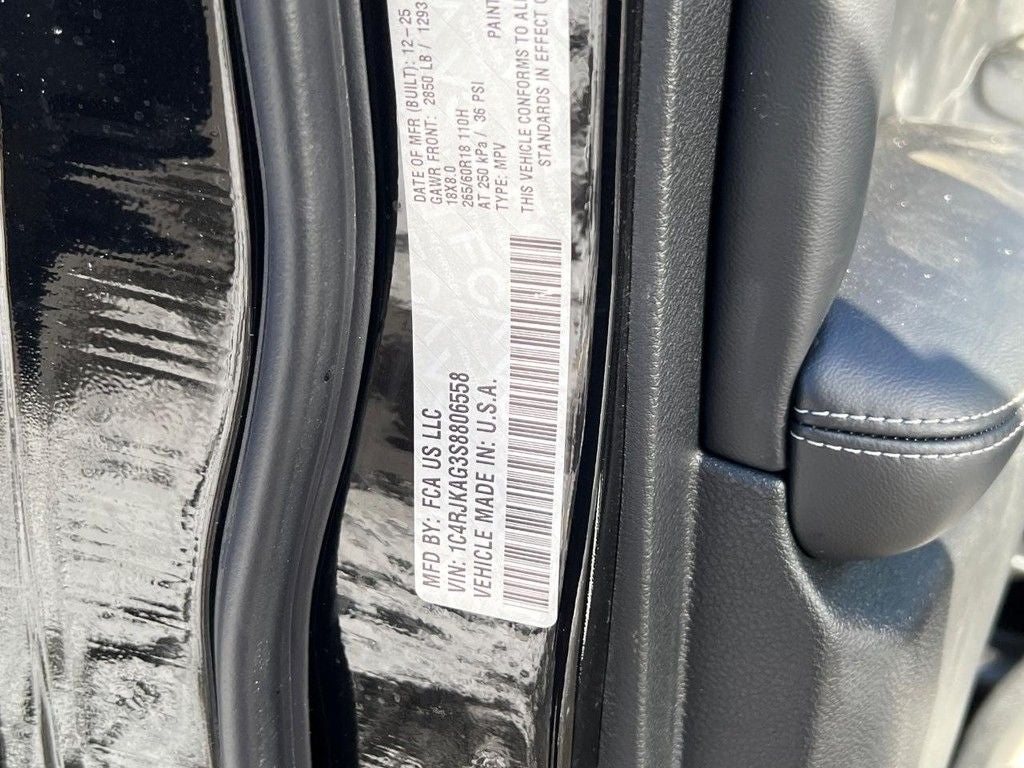 MFD BY: FCA US LLC
DATE OF MFR (BUILT): 12-25
VIN: 1C4RJKAG3S8806558
GAWR FRONT: 2850 LB / 1293
VEHICLE MADE IN: U.S.A.
18X8.0
265/60R18 110H
AT 250 kPa / 36 PSI
TYPE: MPV
PAINT
THIS VEHICLE CONFORMS TO
STANDARDS IN EFFECT